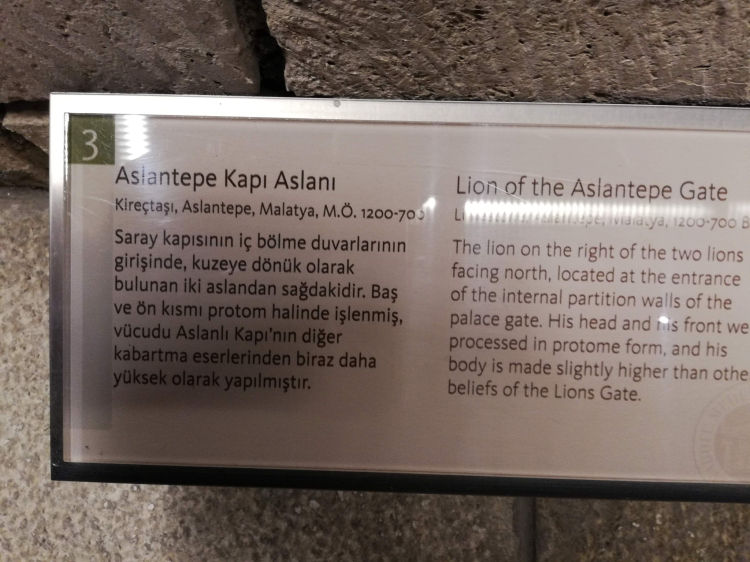 3
Aslantepe Kapı Aslanı
Kireçtaşı, Aslantepe, Malatya, M.Ö. 1200-700
Saray kapısının iç bölme duvarlarının
girişinde, kuzeye dönük olarak
bulunan iki aslandan sağdakidir. Baş
ve ön kısmı protom halinde işlenmiş,
vücudu Aslanlı Kapı'nın diğer
kabartma eserlerinden biraz daha
yüksek olarak yapılmıştır.
Lion of the Aslantepe Gate
Malatya, 1200-700 B
The lion on the right of the two lions
facing north, located at the entrance
of the internal partition walls of the
palace gate. His head and his front we
processed in protome form, and his
body is made slightly higher than othe
beliefs of the Lions Gate.